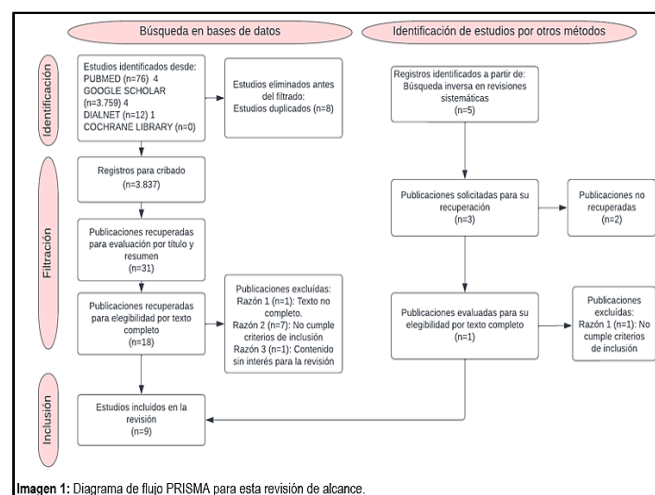 Búsqueda en bases de datos
Identificación de estudios por otros métodos
Identificación
Estudios identificados desde:
PUBMED (n=76) 4
GOOGLE SCHOLAR
(n=3.759) 4
DIALNET (n=12) 1
COCHRANE LIBRARY (n=0)
Estudios eliminados antes
del filtrado:
Estudios duplicados (n=8)
Registros identificados a partir de:
Búsqueda inversa en revisiones
sistemáticas
(n=5)
Filtración
Registros para cribado
(n=3.837)
Publicaciones solicitadas para su
recuperación
(n=3)
Publicaciones no
recuperadas
(n=2)
Publicaciones recuperadas
para evaluación por título y
resumen
(n=31)
Publicaciones recuperadas
para elegibilidad por texto
completo
(n=18)
Publicaciones excluídas:
Razón 1 (n=1): Texto no
completo.
Razón 2 (n=7): No cumple
criterios de inclusión
Razón 3 (n=1): Contenido
sin interés para la revisión
Publicaciones evaluadas para su
elegibilidad por texto completo
(n=1)
Publicaciones
excluídas:
Razón 1 (n=1): No
cumple criterios
de inclusión
Inclusión
Estudios incluidos en la
revisión
(n=9)
Imagen 1: Diagrama de flujo PRISMA para esta revisión de alcance.